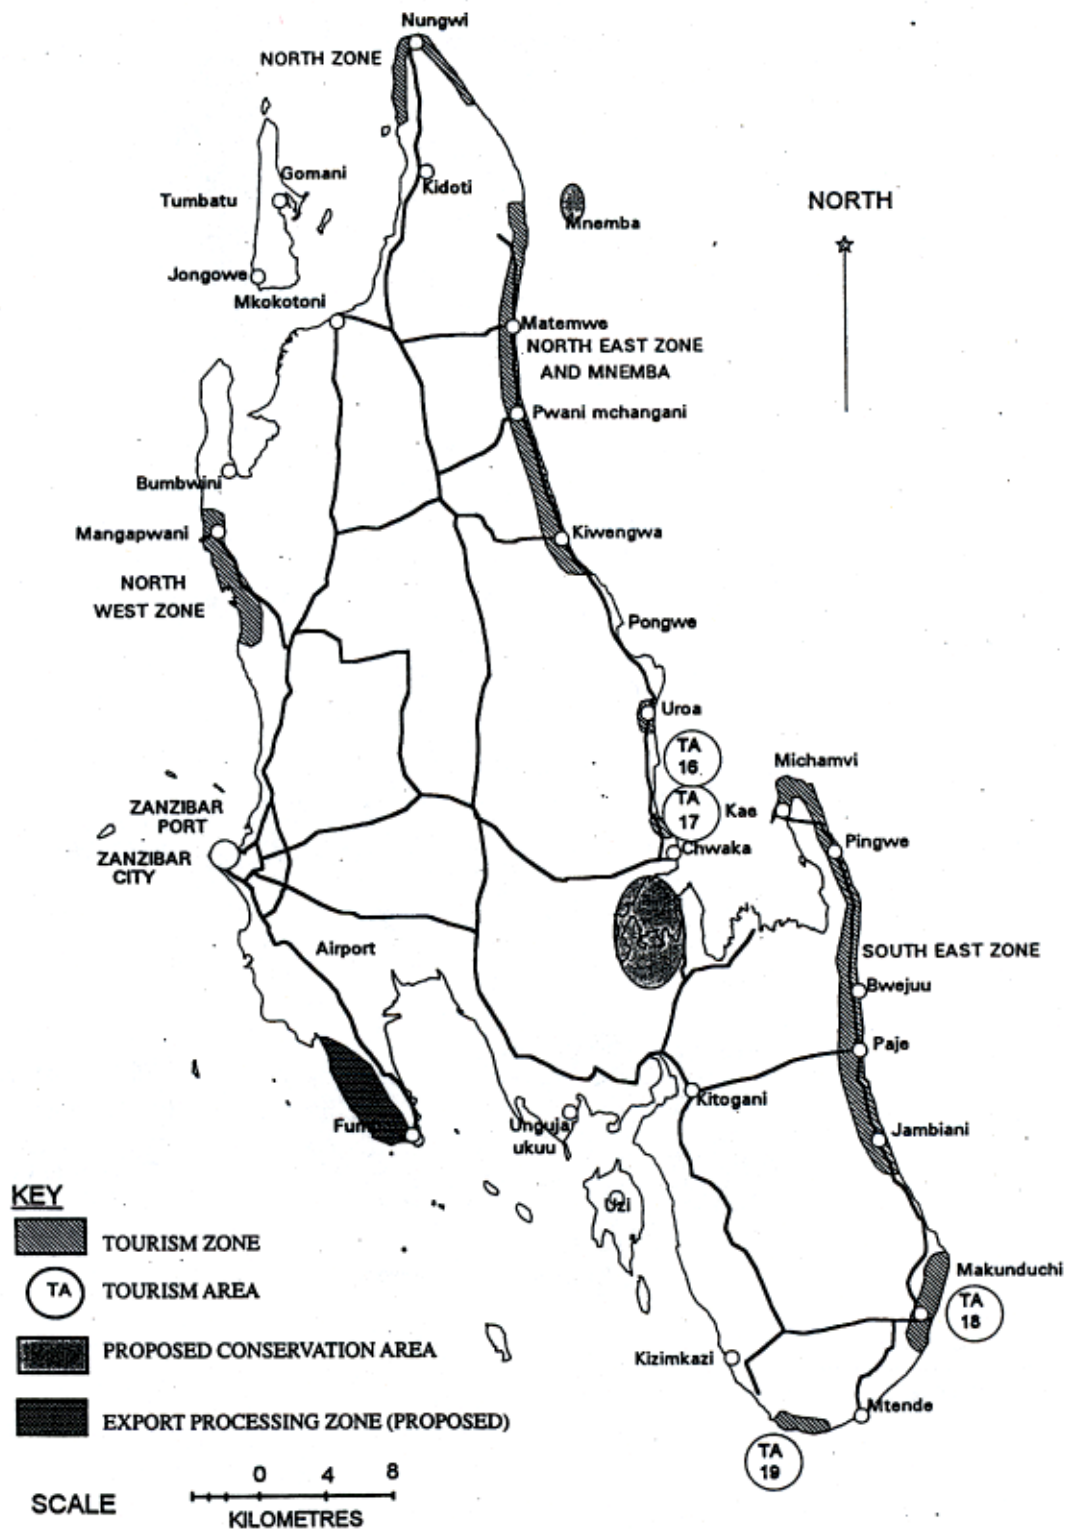 Nungwi
NORTH ZONE
Gomani
Kidoti
Tumbatu
Mnemba
NORTH
Jongowe
Mkokotoni
Matemwe
NORTH EAST ZONE
AND MNEMBA
Pwani mchangani
Bumbwini
Mangapwani
Kiwengwa
NORTH
WEST ZONE
Pongwe
Uroa
TA
16
Michamvi
ZANZIBAR
PORT
TA
17
Kae
Pingwe
ZANZIBAR
CITY
Chwaka
Airport
SOUTH EAST ZONE
Bwejuu
Paje
Kitogani
Unguja
ukuu
Jambiani
Uzi
KEY
TOURISM ZONE
TA
TOURISM AREA
Makunduchi
TA
18
PROPOSED CONSERVATION AREA
Kizimkazi
Mtende
EXPORT PROCESSING ZONE (PROPOSED)
TA
19
0 4 8
SCALE
KILOMETRES